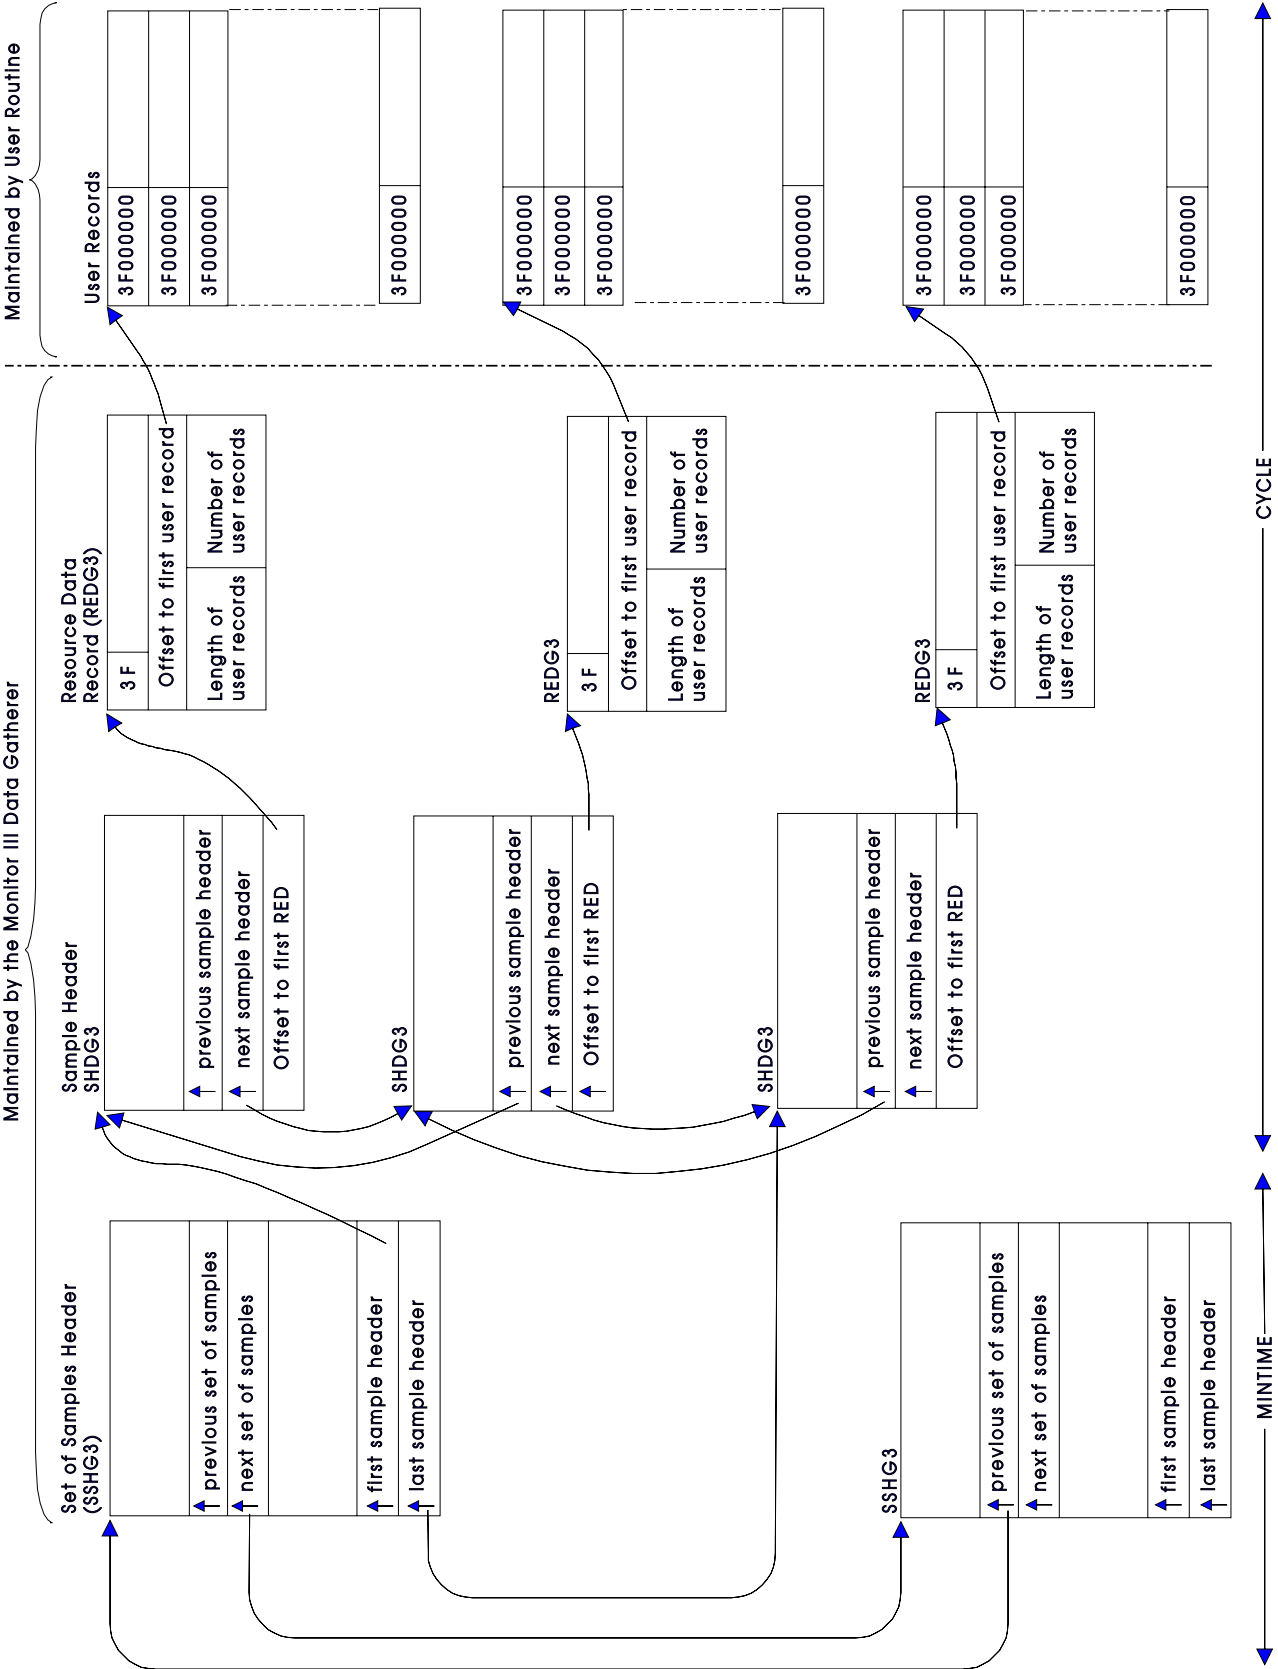 Maintained by the Monitor III Data Gatherer
Maintained by User Routine
Set of Samples Header
(SSHG3)
previous set of samples
next set of samples
first sample header
last sample header
SSHG3
previous set of samples
next set of samples
first sample header
last sample header
Sample Header
SHDG3
previous sample header
next sample header
Offset to first RED
SHDG3
previous sample header
next sample header
Offset to first RED
SHDG3
previous sample header
next sample header
Offset to first RED
Resource Data
Record (REDG3)
3F
Offset to first user record
Length of
user records
Number of
user records
REDG3
3F
Offset to first user record
Length of
user records
Number of
user records
REDG3
3F
Offset to first user record
Length of
user records
Number of
user records
User Records
3F000000
3F000000
3F000000
3F000000
3F000000
3F000000
3F000000
3F000000
3F000000
3F000000
3F000000
3F000000
MINTIME
CYCLE